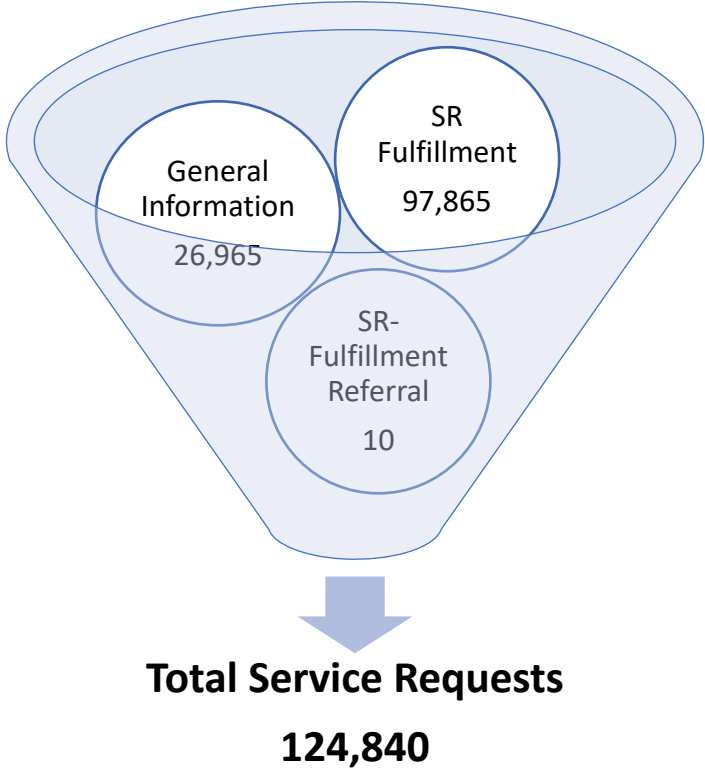 General
Information
26,965
SR
Fulfillment
97,865
SR-
Fulfillment
Referral
10
Total Service Requests
124,840